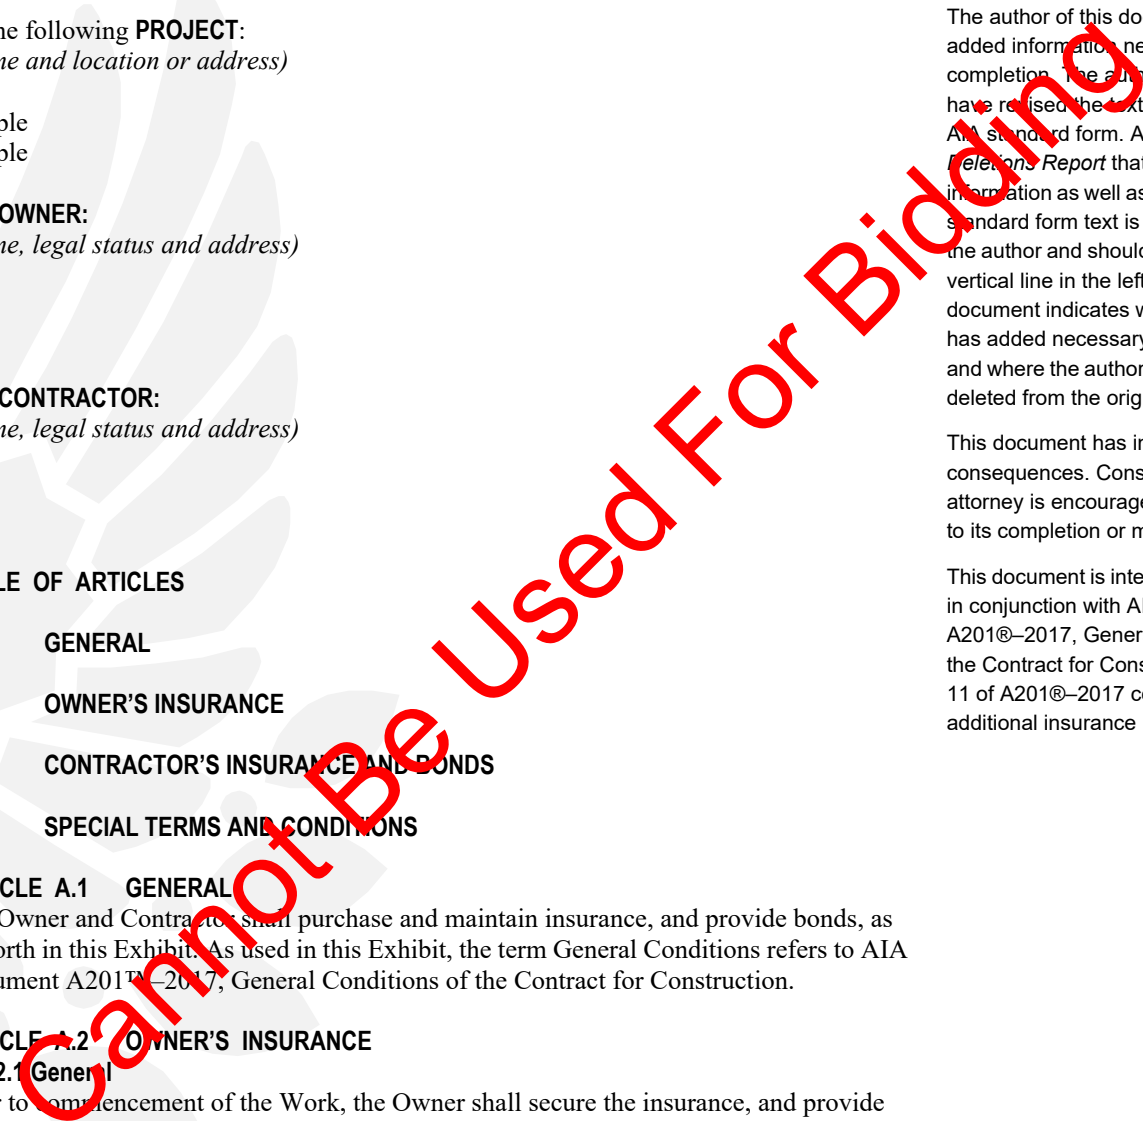 ne following PROJECT:
ne and location or address)
ple
ple
OWNER:
ne, legal status and address)
CONTRACTOR:
ne, legal status and address)
LE OF ARTICLES
GENERAL
OWNER’S INSURANCE
CONTRACTOR’S INSURANCE AND BONDS
SPECIAL TERMS AND CONDITIONS
CLE A.1 GENERAL
Owner and Contractor shall purchase and maintain insurance, and provide bonds, as
orth in this Exhibit. As used in this Exhibit, the term General Conditions refers to AIA
ument A201™–2017, General Conditions of the Contract for Construction.
CLE A.2 OWNER’S INSURANCE
2.1 General
r to commencement of the Work, the Owner shall secure the insurance, and provide
The author of this do
added information ne
completion. The auth
have revised the text
AIA standard form. A
Deletions Report that
information as well as
standard form text is
the author and should
vertical line in the left
document indicates w
has added necessary
and where the author
deleted from the orig
This document has in
consequences. Cons
attorney is encourage
to its completion or m
This document is inte
in conjunction with AI
A201®–2017, Gener
the Contract for Cons
11 of A201®–2017 co
additional insurance
Cannot Be Used For Bidding